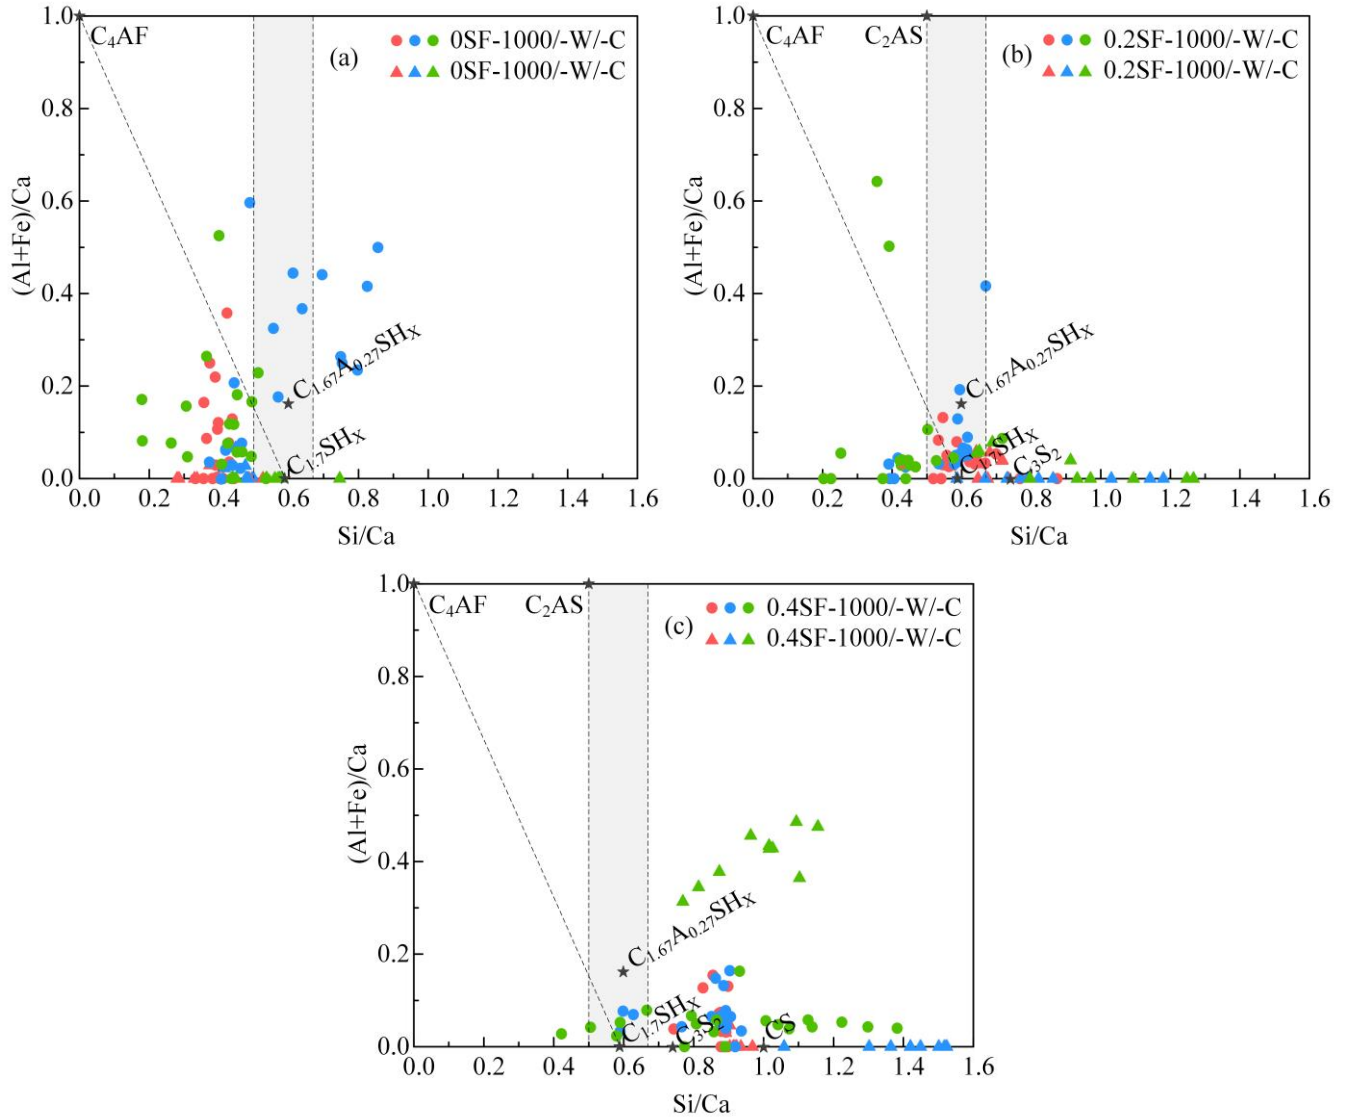 1.0
0.8
0.6
0.4
0.2
0.0
(Al+Fe)/Ca
C₄AF
(a)
0SF-1000/-W/-C
0SF-1000/-W/-C
C₁.₆₇A₀.₂₇SHₓ
C₁.₇SHₓ
0.0 0.2 0.4 0.6 0.8 1.0 1.2 1.4 1.6
Si/Ca
1.0
0.8
0.6
0.4
0.2
0.0
(Al+Fe)/Ca
C₄AF
C₂AS
(b)
0.2SF-1000/-W/-C
0.2SF-1000/-W/-C
C₁.₆₇A₀.₂₇SHₓ
C₁.₇SHₓ
C₃S₂
0.0 0.2 0.4 0.6 0.8 1.0 1.2 1.4 1.6
Si/Ca
1.0
0.8
0.6
0.4
0.2
0.0
(Al+Fe)/Ca
C₄AF
C₂AS
(c)
0.4SF-1000/-W/-C
0.4SF-1000/-W/-C
C₁.₆₇A₀.₂₇SHₓ
C₁.₇SHₓ
C₃S₂
CS
0.0 0.2 0.4 0.6 0.8 1.0 1.2 1.4 1.6
Si/Ca